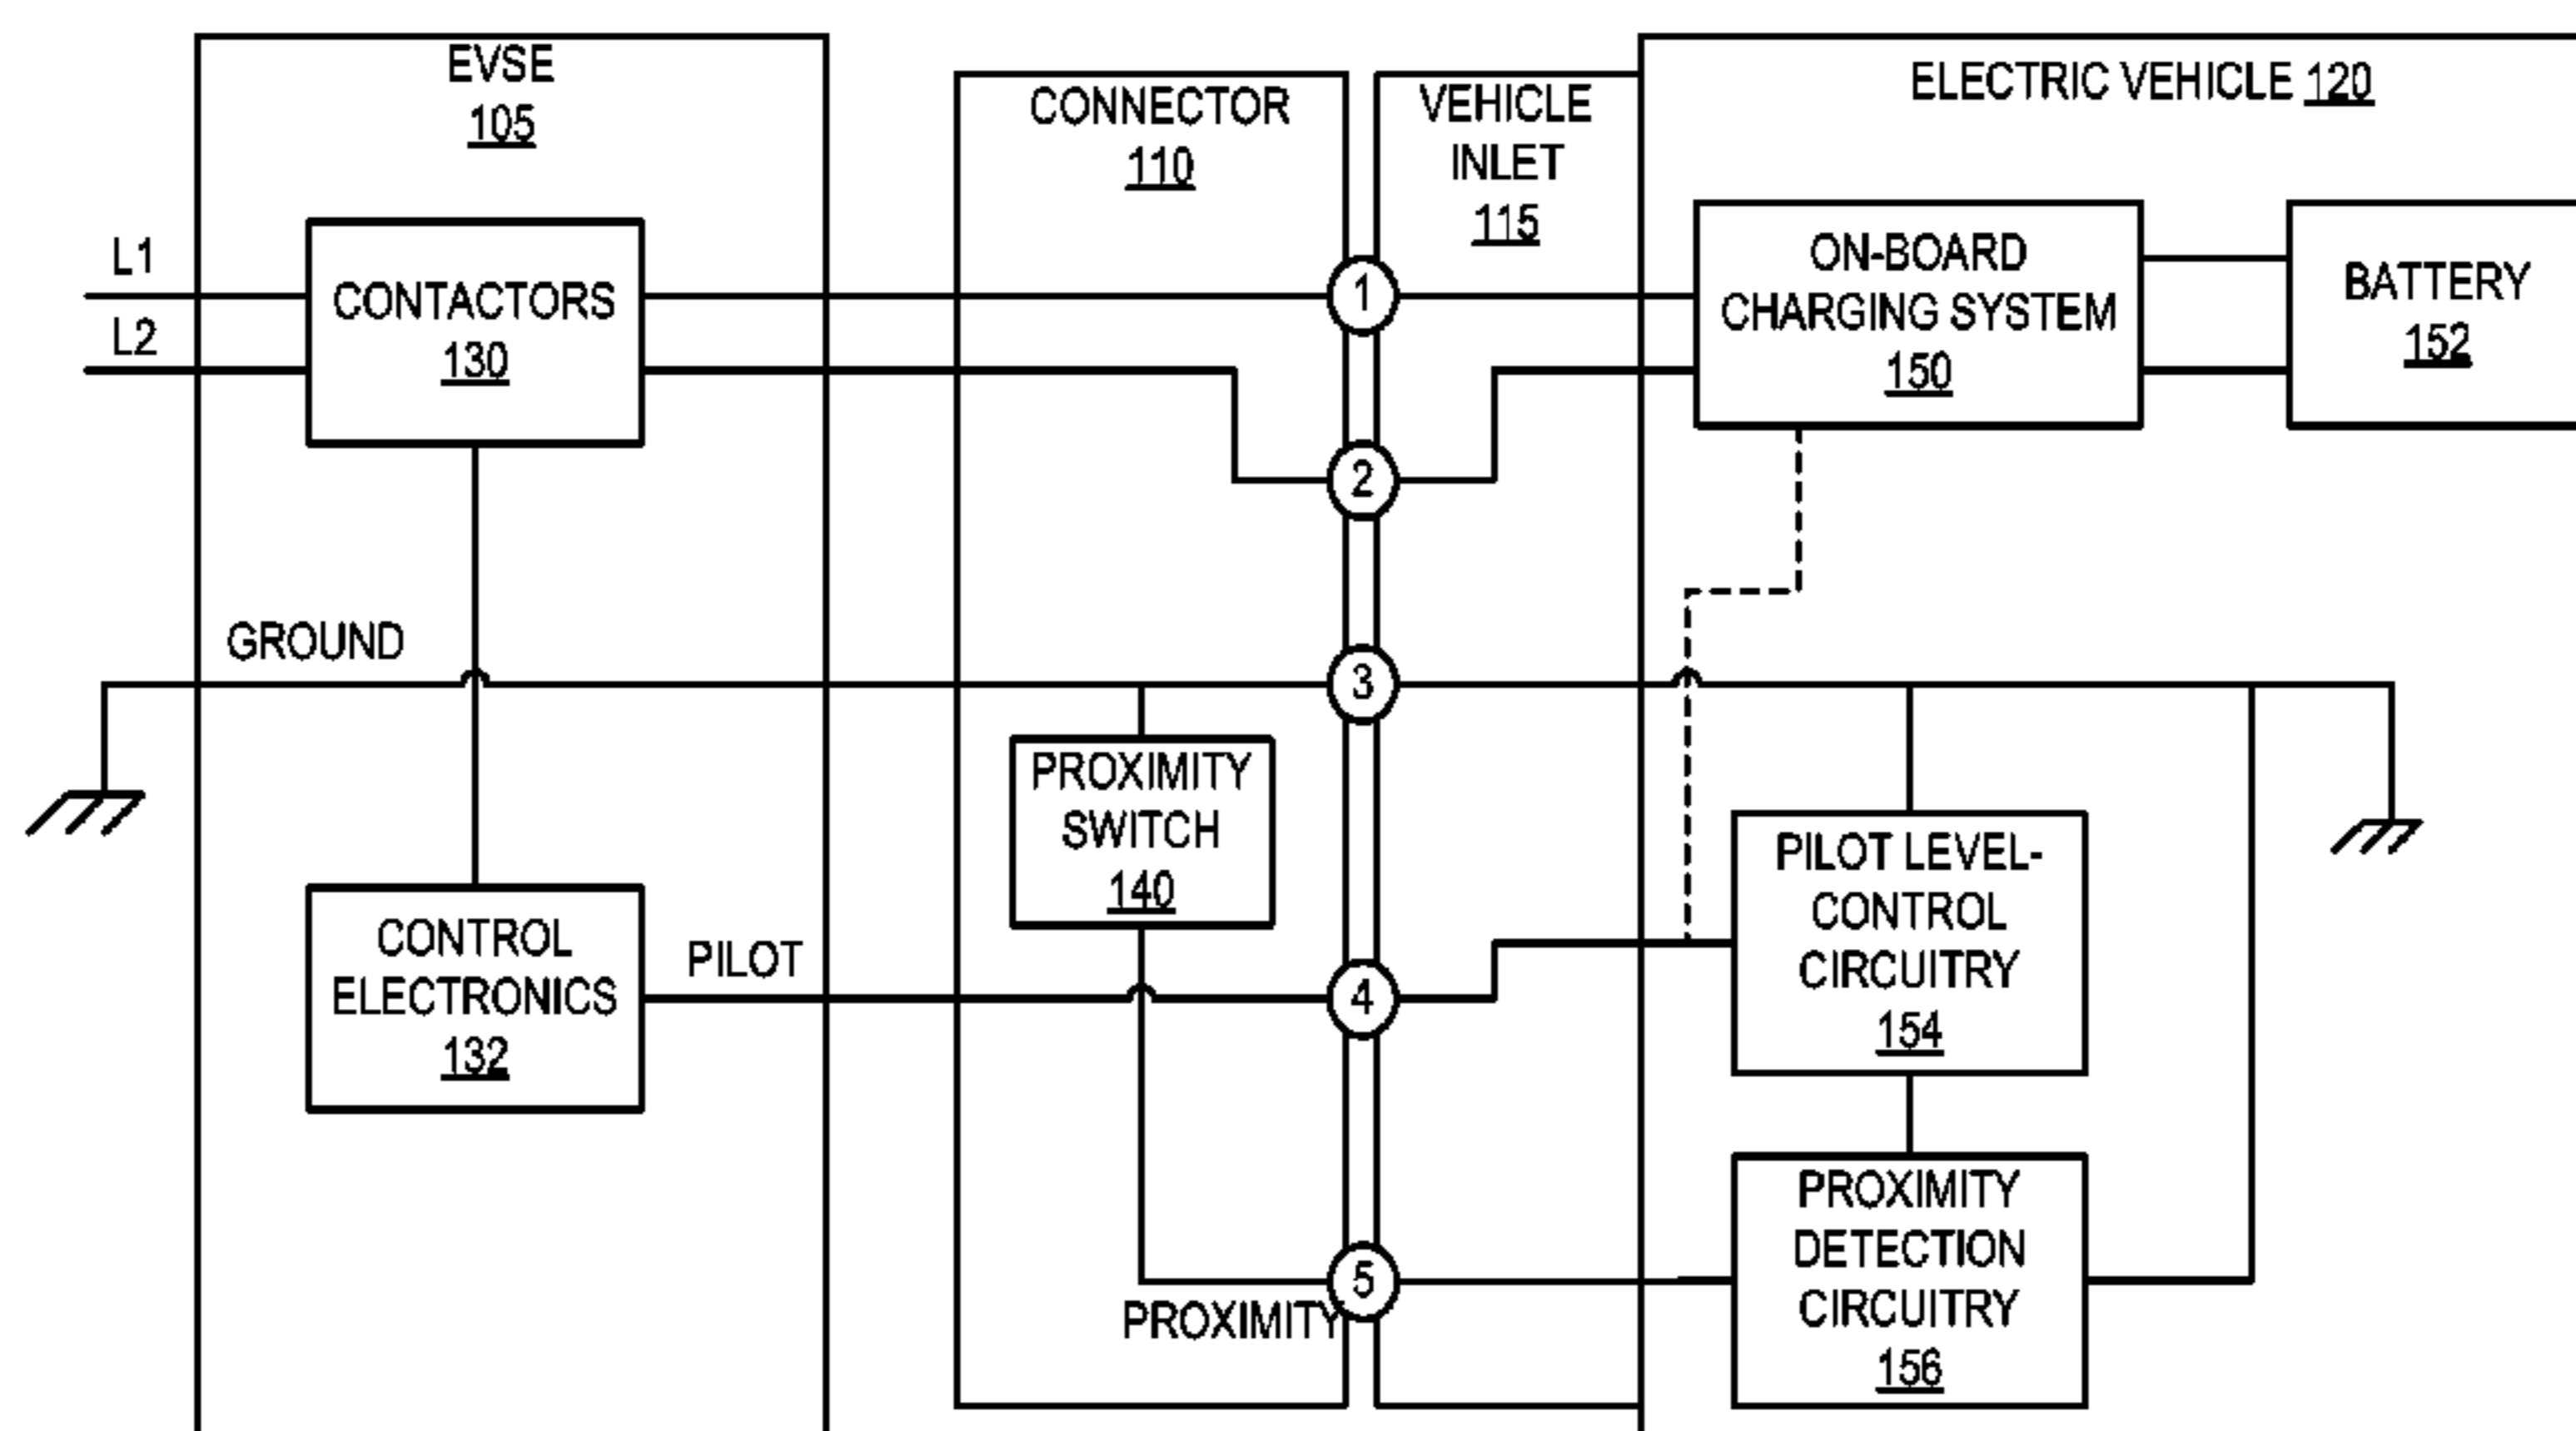 EVSE
105
CONNECTOR
110
VEHICLE
INLET
115
ELECTRIC VEHICLE 120
L1
L2
CONTACTORS
130
1
ON-BOARD
CHARGING SYSTEM
150
BATTERY
152
2
GROUND
3
PROXIMITY
SWITCH
140
CONTROL
ELECTRONICS
132
PILOT
4
PILOT LEVEL-
CONTROL
CIRCUITRY
154
5
PROXIMITY
PROXIMITY
DETECTION
CIRCUITRY
156